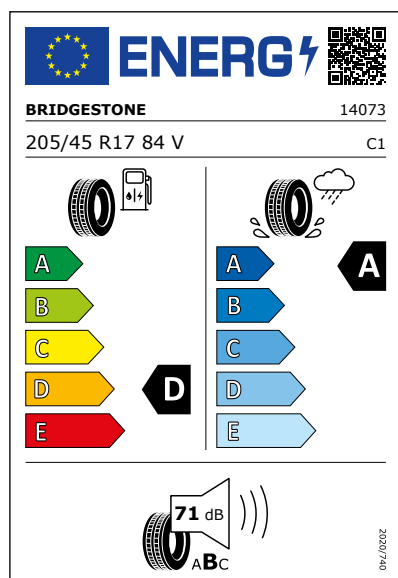 ENERG
BRIDGESTONE 14073
205/45 R17 84 V C1
A A A
B B
C C
D D D
E E
71 dB
ABC
2020/740